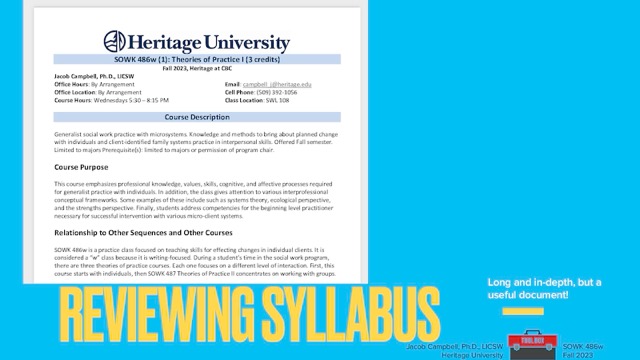 Heritage University
SOWK 486w (1): Theories of Practice I (3 credits)
Fall 2023, Heritage at CBC
Jacob Campbell, Ph.D., LICSW
Office Hours: By Arrangement
Email: campbell_j@heritage.edu
Office Location: By Arrangement
Cell Phone: (509) 392-1056
Course Hours: Wednesdays 5:30 – 8:15 PM
Class Location: SWL 108
Course Description
Generalist social work practice with microsystems. Knowledge and methods to bring about planned change
with individuals and client-identified family systems practice in interpersonal skills. Offered Fall semester.
Limited to majors Prerequisite(s): limited to majors or permission of program chair.
Course Purpose
This course emphasizes professional knowledge, values, skills, cognitive, and affective processes required
for generalist practice with individuals. In addition, the class gives attention to various interprofessional
conceptual frameworks. Some examples of these include such as systems theory, ecological perspective,
and the strengths perspective. Finally, students address competencies for the beginning level practitioner
necessary for successful intervention with various micro-client systems.
Relationship to Other Sequences and Other Courses
SOWK 486w is a practice class focused on teaching skills for effecting changes in individual clients. It is
considered a "w" class because it is writing-focused. During a student's time in the social work program,
there are three theories of practice courses. Each one focuses on a different level of interaction. First, this
course starts with individuals, then SOWK 487 Theories of Practice II concentrates on working with groups.
REVIEWING SYLLABUS
Long and in-depth, but a
useful document!
Jacob Campbell, Ph.D., LICSW
Heritage University
TOOL BOX
SOWK 486w
Fall 2023